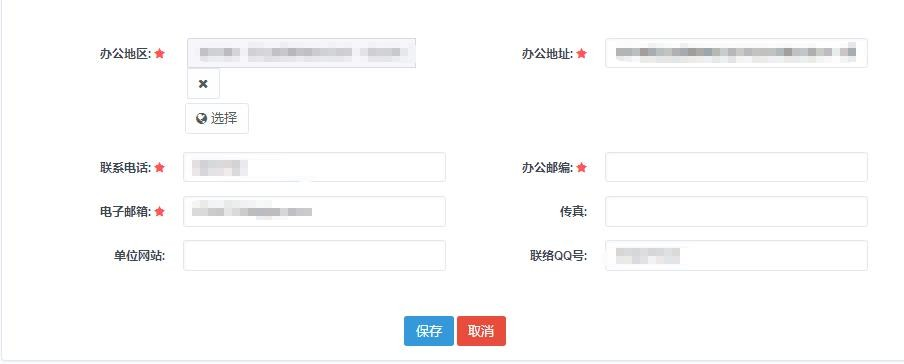 办公地区: 办公地址:
选择
联系电话: 办公邮编:
电子邮箱: 传真:
单位网站: 联络QQ号:
保存 取消